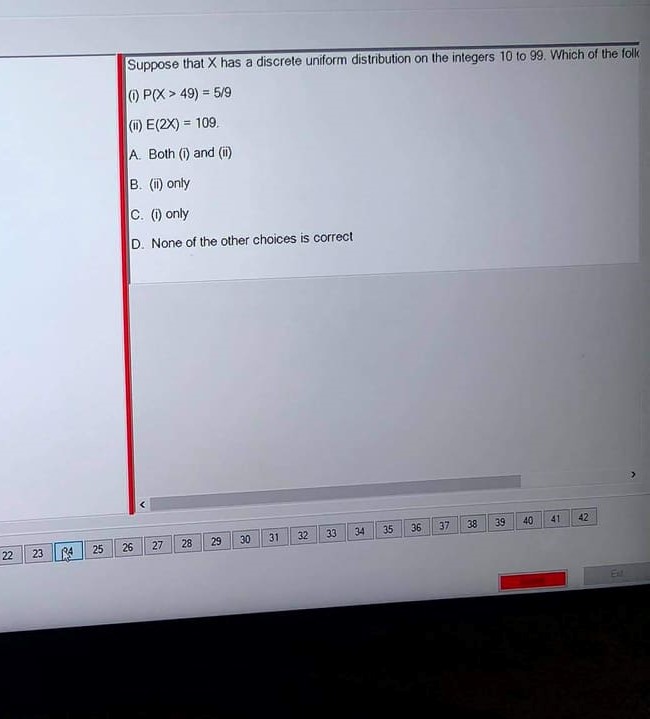 Suppose that X has a discrete uniform distribution on the integers 10 to 99. Which of the
(i) P(X > 49) = 5/9
(ii) E(2X) = 109.
A. Both (i) and (ii)
B. (ii) only
C. (i) only
D. None of the other choices is correct
22 23 25 26 27 28 29 30 31 32 33 34 35 36 37 38 39 40 41 42